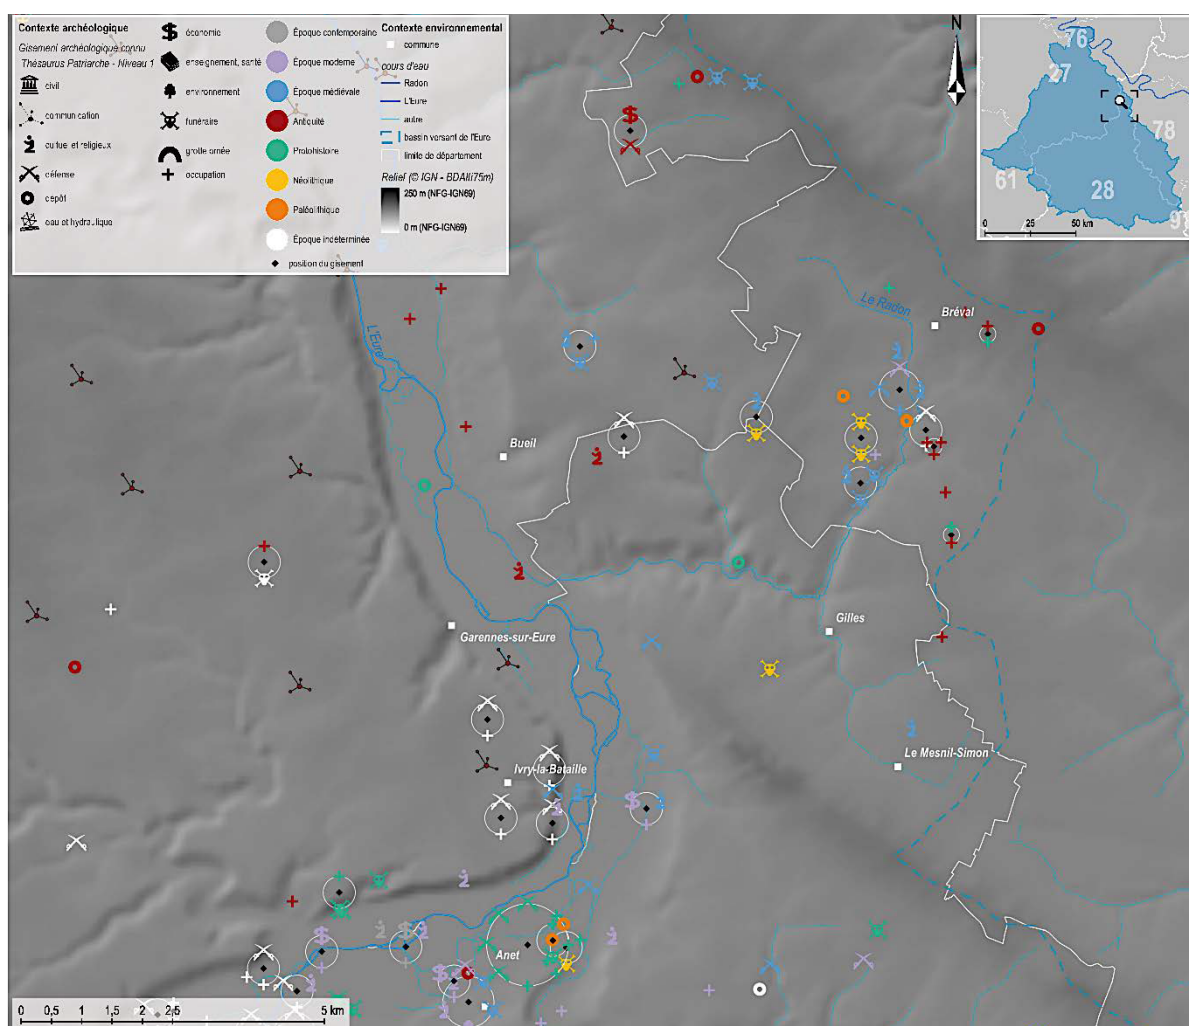 Contexte archéologique
Gisement archéologique connu
Thésaurus Patriarche - Niveau 1
civil
communication
cultuel et religieux
défense
dépôt
eau et hydraulique
économie
enseignement, santé
environnement
funéraire
grotte ornée
occupation
Époque contemporaine
Époque moderne
Époque médiévale
Antiquité
Protohistoire
Néolithique
Paléolithique
Époque indéterminée
position du gisement
Contexte environnemental
commune
cours d'eau
Radon
L'Eure
autre
bassin versant de l'Eure
limite de département
Relief (© IGN - BDAlti75m)
250 m (NFG-IGN69)
0 m (NFG-IGN69)
N
76
27
78
61
28
91
0 25 50 km
L'Eure
Le Radon
Bréval
Bueil
Gilles
Garennes-sur-Eure
Le Mesnil-Simon
Ivry-la-Bataille
Anet
0 0,5 1 1,5 2 2,5 5 km